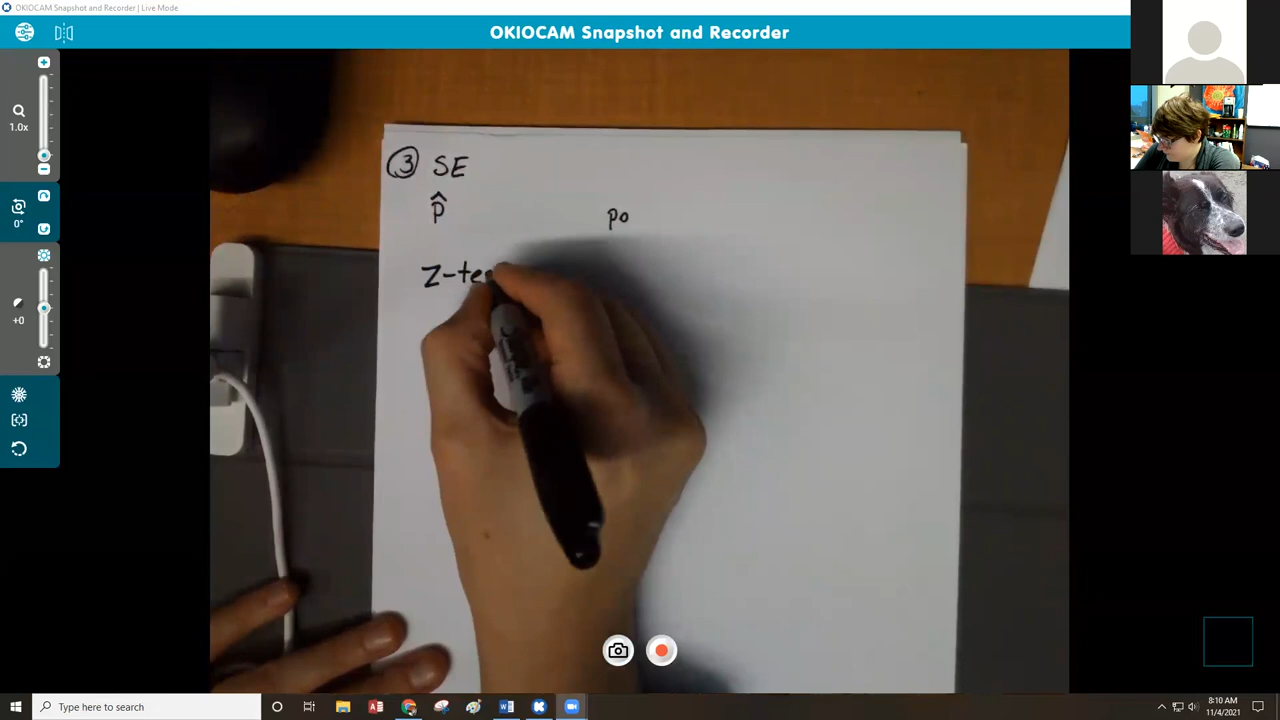 OKIOCAM Snapshot and Recorder | Live Mode
OKIOCAM Snapshot and Recorder
1.0x
0°
+0
3 SE
p̂
po
z-te
Type here to search
8:10 AM
11/4/2021